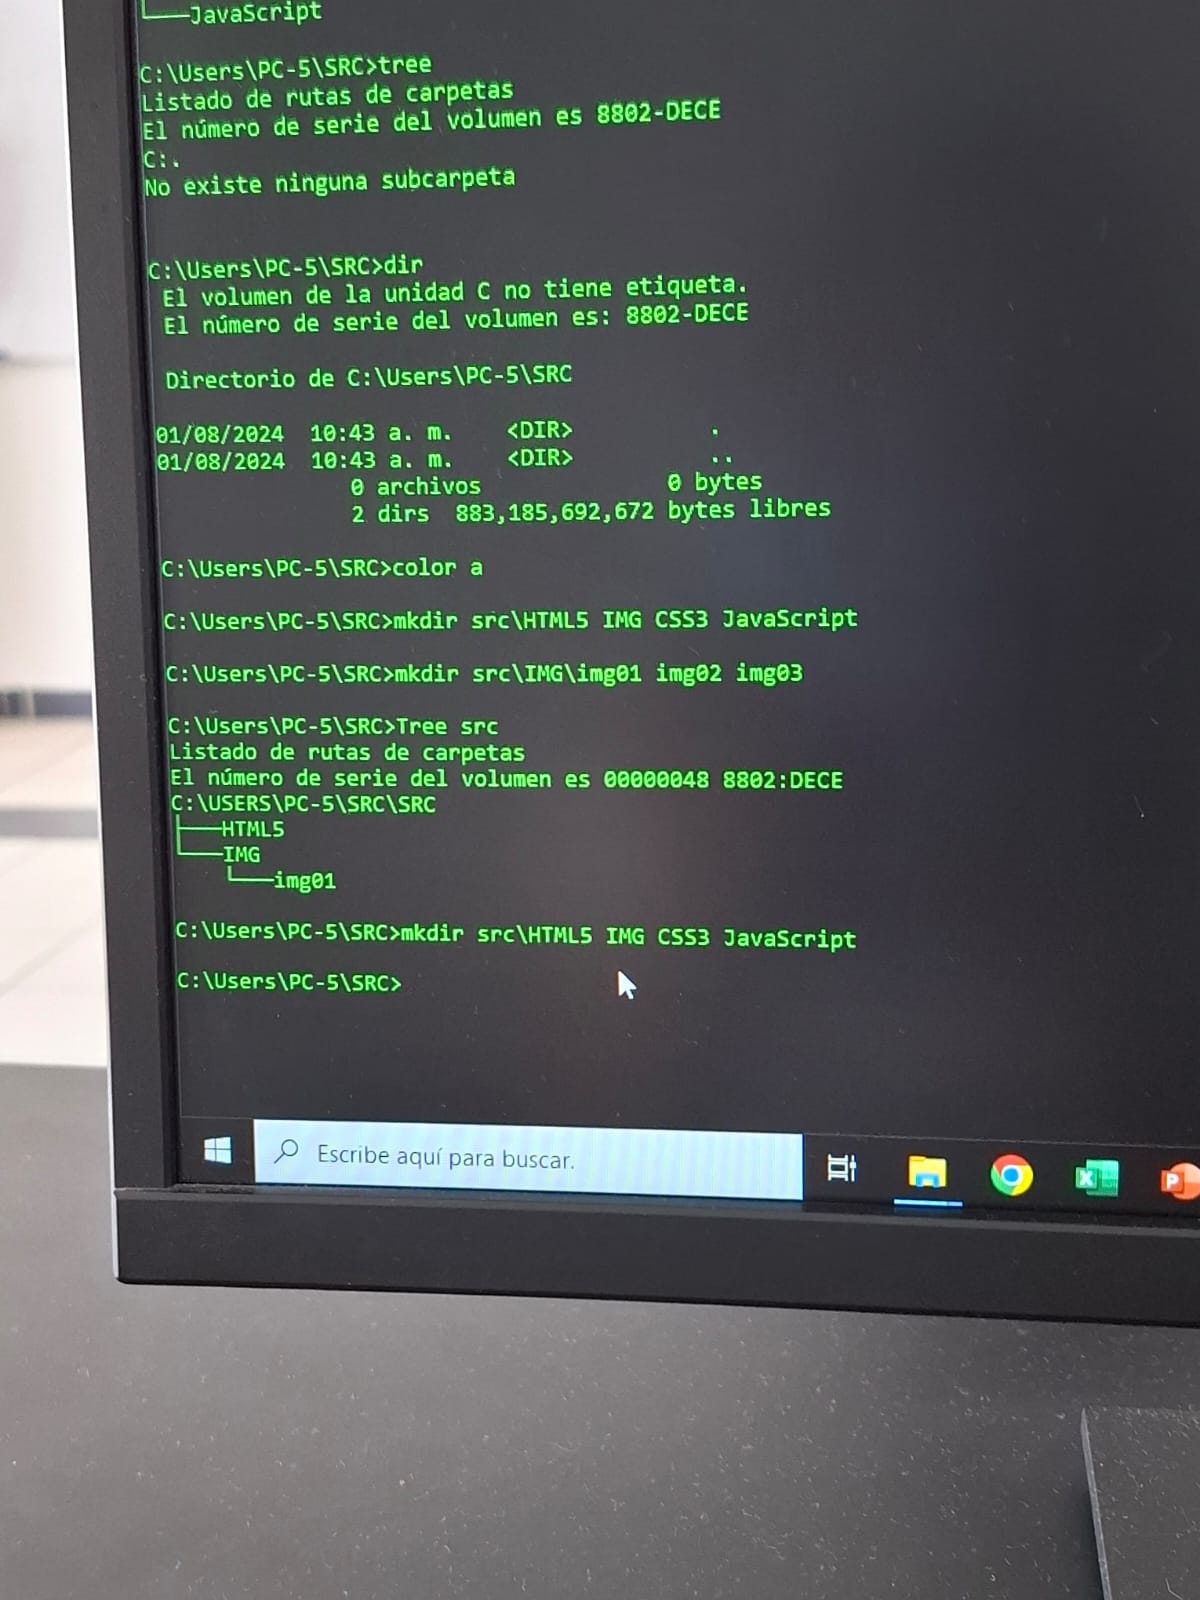 └───JavaScript
C:\Users\PC-5\SRC>tree
Listado de rutas de carpetas
El número de serie del volumen es 8802-DECE
C:.
No existe ninguna subcarpeta
C:\Users\PC-5\SRC>dir
El volumen de la unidad C no tiene etiqueta.
El número de serie del volumen es: 8802-DECE
Directorio de C:\Users\PC-5\SRC
01/08/2024 10:43 a. m. <DIR> .
01/08/2024 10:43 a. m. <DIR> ..
0 archivos 0 bytes
2 dirs 883,185,692,672 bytes libres
C:\Users\PC-5\SRC>color a
C:\Users\PC-5\SRC>mkdir src\HTML5 IMG CSS3 JavaScript
C:\Users\PC-5\SRC>mkdir src\IMG\img01 img02 img03
C:\Users\PC-5\SRC>Tree src
Listado de rutas de carpetas
El número de serie del volumen es 00000048 8802:DECE
C:\USERS\PC-5\SRC\SRC
├───HTML5
└───IMG
    └───img01
C:\Users\PC-5\SRC>mkdir src\HTML5 IMG CSS3 JavaScript
C:\Users\PC-5\SRC>
Escribe aquí para buscar.
X
P